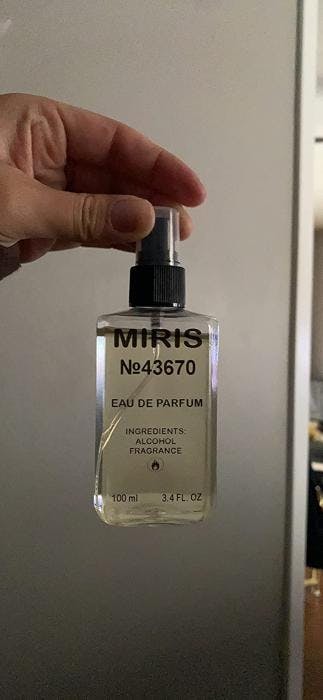 MIRIS
№43670
EAU DE PARFUM
INGREDIENTS:
ALCOHOL
FRAGRANCE
100 ml 3.4 FL. OZ